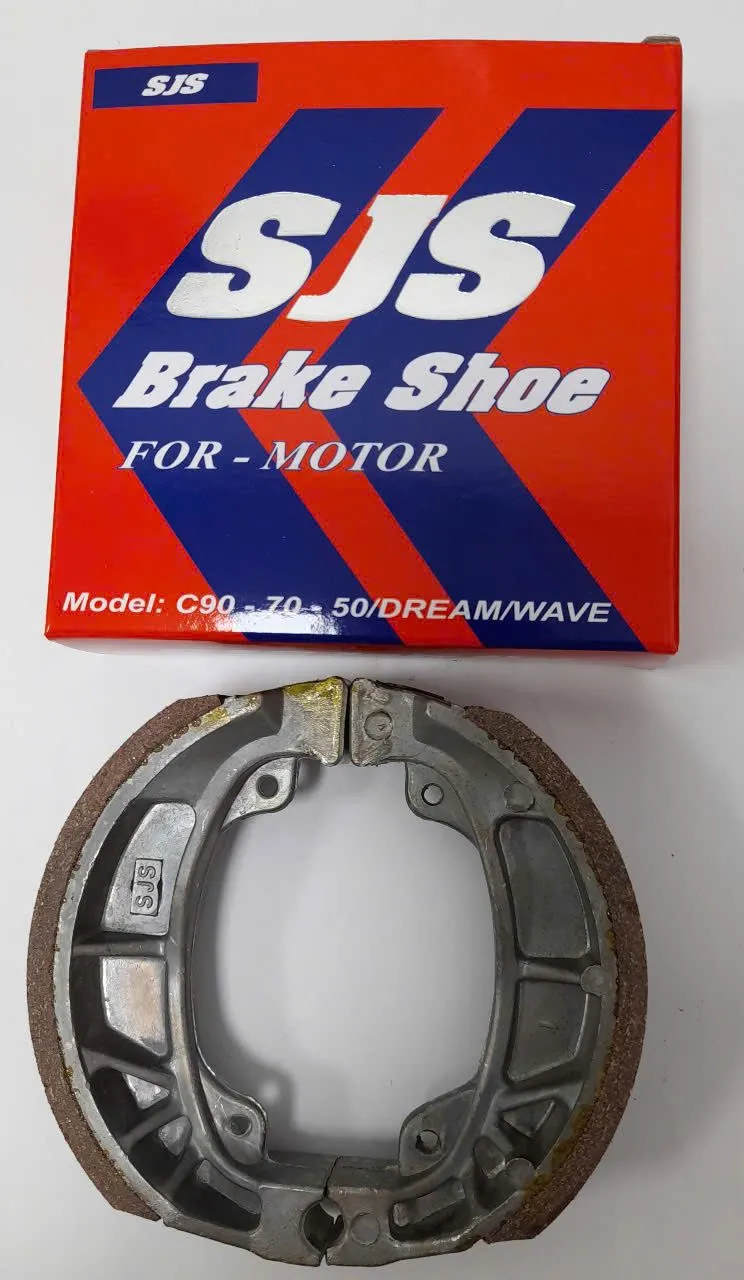 SJS
SJS
Brake Shoe
FOR - MOTOR
Model: C90 - 70 - 50/DREAM/WAVE
SJS